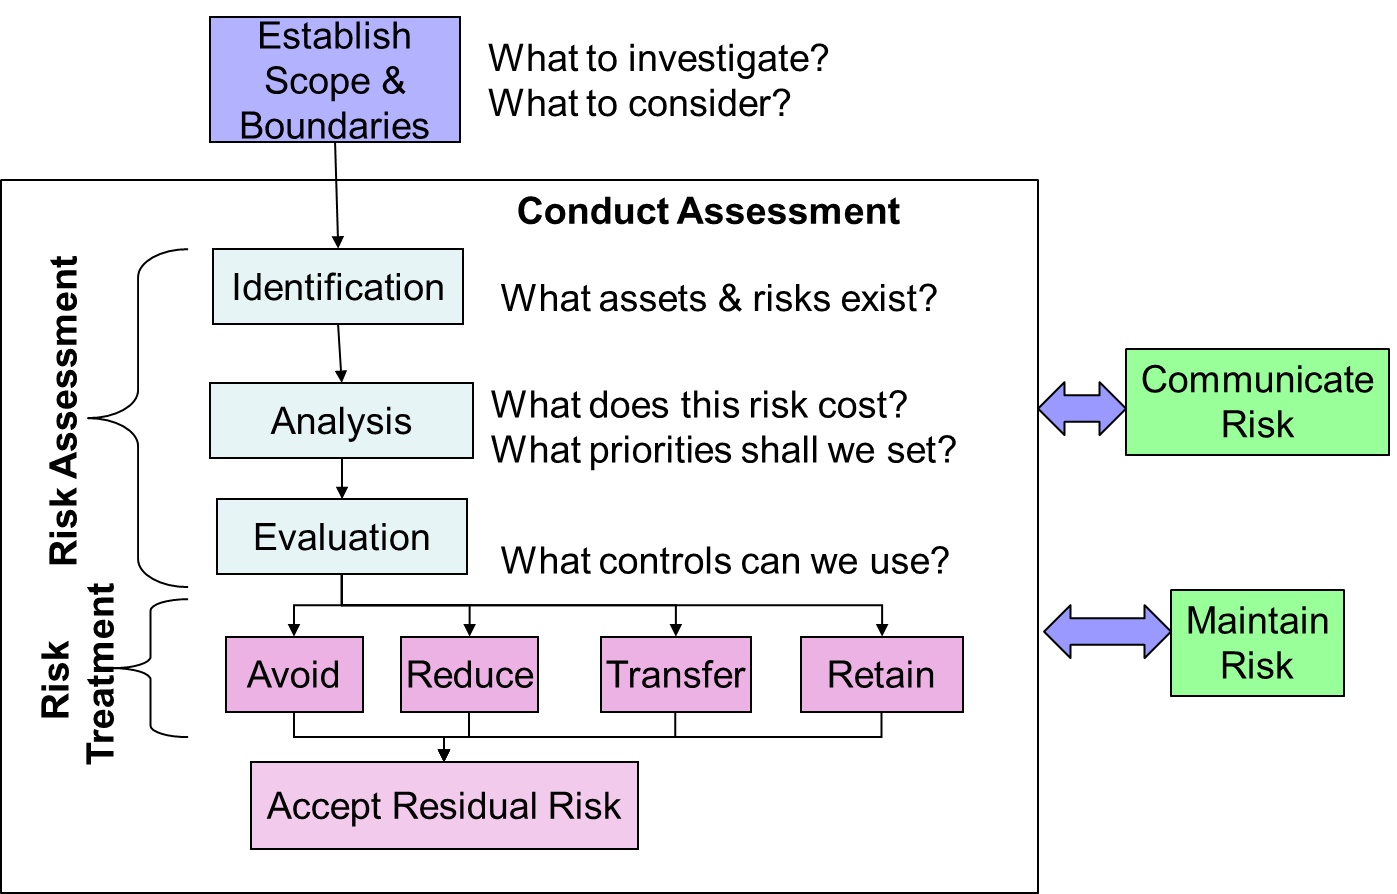 Establish
Scope &
Boundaries
What to investigate?
What to consider?
Conduct Assessment
Risk Assessment
Identification
What assets & risks exist?
Analysis
What does this risk cost?
What priorities shall we set?
Communicate
Risk
Evaluation
What controls can we use?
Risk
Treatment
Avoid
Reduce
Transfer
Retain
Maintain
Risk
Accept Residual Risk